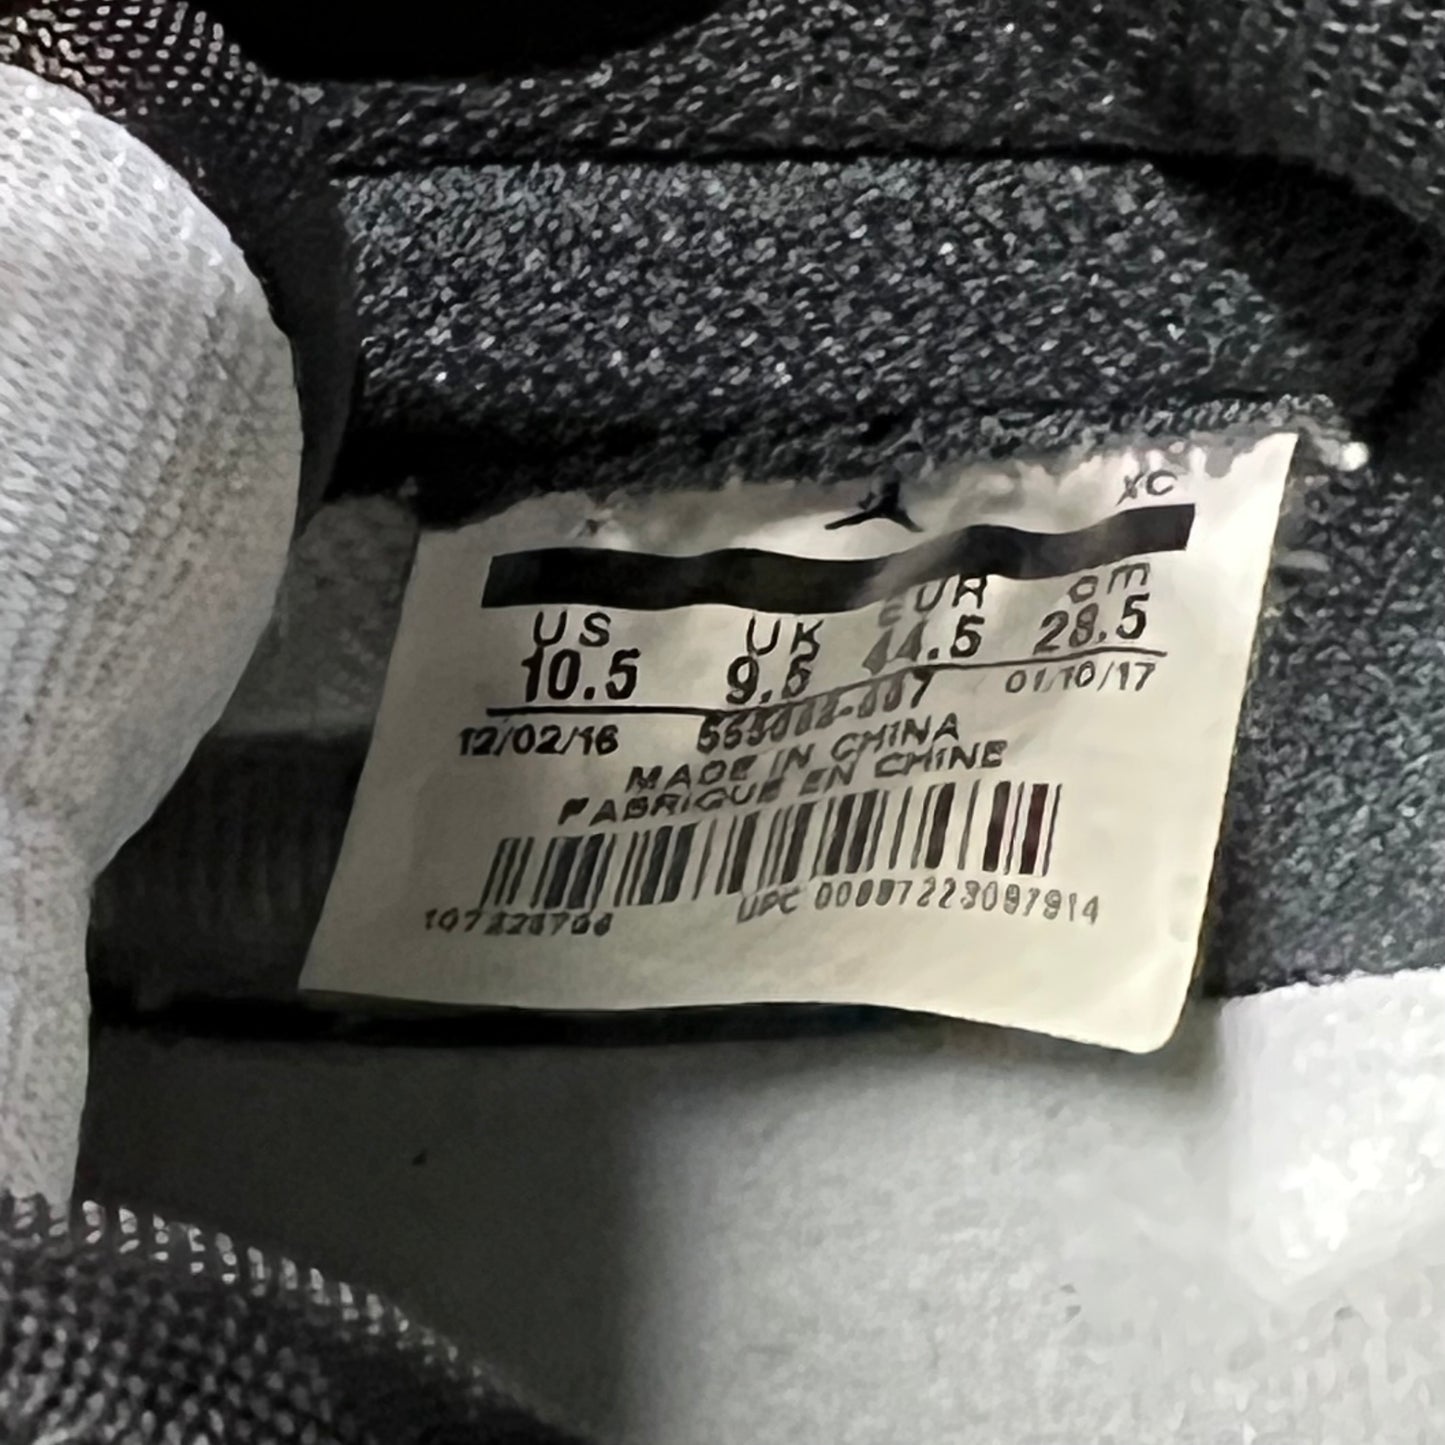 XC
US UK EUR cm
10.5 9.5 44.5 28.5
12/02/16 01/10/17
MADE IN CHINA
FABRIQUE EN CHINE
UPC